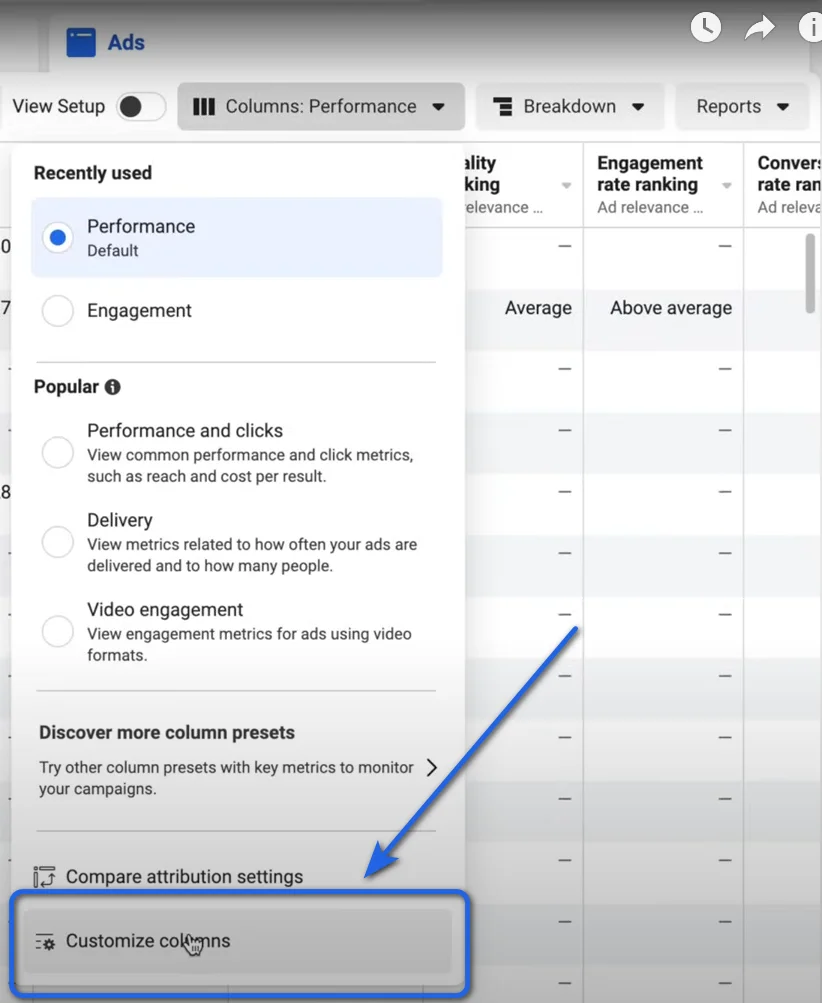 Ads
View Setup
Columns: Performance
Breakdown
Reports
Recently used
Performance
Default
Engagement
Popular
Performance and clicks
View common performance and click metrics,
such as reach and cost per result.
Delivery
View metrics related to how often your ads are
delivered and to how many people.
Video engagement
View engagement metrics for ads using video
formats.
Discover more column presets
Try other column presets with key metrics to monitor
your campaigns.
Compare attribution settings
Customize columns
ality
king
elevance ...
Engagement
rate ranking
Ad relevance ...
Convers
rate ran
Ad releva
0
7
Average
Above average
8